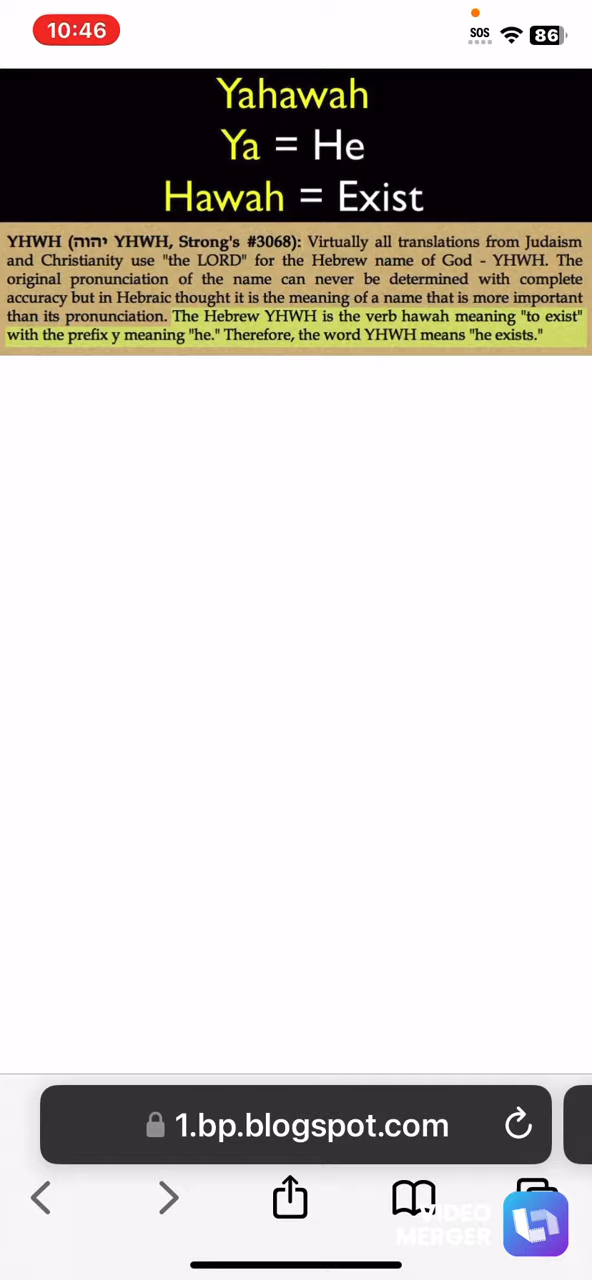 10:46
SOS
86
Yahawah
Ya = He
Hawah = Exist
YHWH (יהוה YHWH, Strong's #3068): Virtually all translations from Judaism
and Christianity use "the LORD" for the Hebrew name of God - YHWH. The
original pronunciation of the name can never be determined with complete
accuracy but in Hebraic thought it is the meaning of a name that is more important
than its pronunciation. The Hebrew YHWH is the verb hawah meaning "to exist"
with the prefix y meaning "he." Therefore, the word YHWH means "he exists."
1.bp.blogspot.com
VIDEO
MERGER